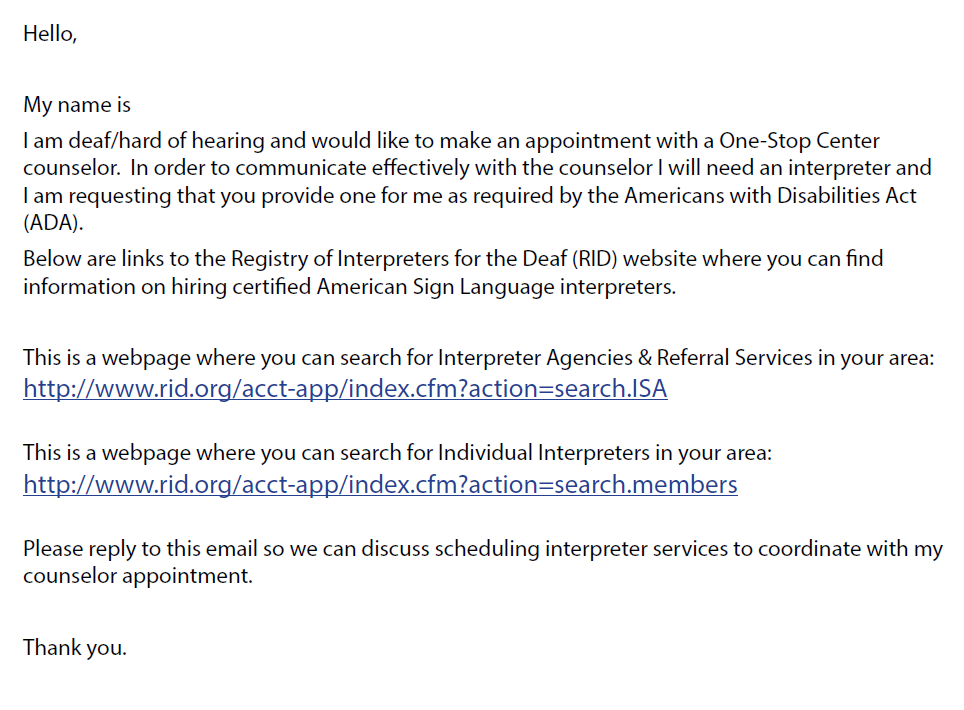 Hello,
My name is
I am deaf/hard of hearing and would like to make an appointment with a One-Stop Center
counselor.  In order to communicate effectively with the counselor I will need an interpreter and
I am requesting that you provide one for me as required by the Americans with Disabilities Act
(ADA).
Below are links to the Registry of Interpreters for the Deaf (RID) website where you can find
information on hiring certified American Sign Language interpreters.
This is a webpage where you can search for Interpreter Agencies & Referral Services in your area:
http://www.rid.org/acct-app/index.cfm?action=search.ISA
This is a webpage where you can search for Individual Interpreters in your area:
http://www.rid.org/acct-app/index.cfm?action=search.members
Please reply to this email so we can discuss scheduling interpreter services to coordinate with my
counselor appointment.
Thank you.